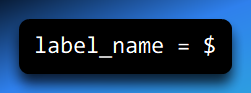 label_name = $